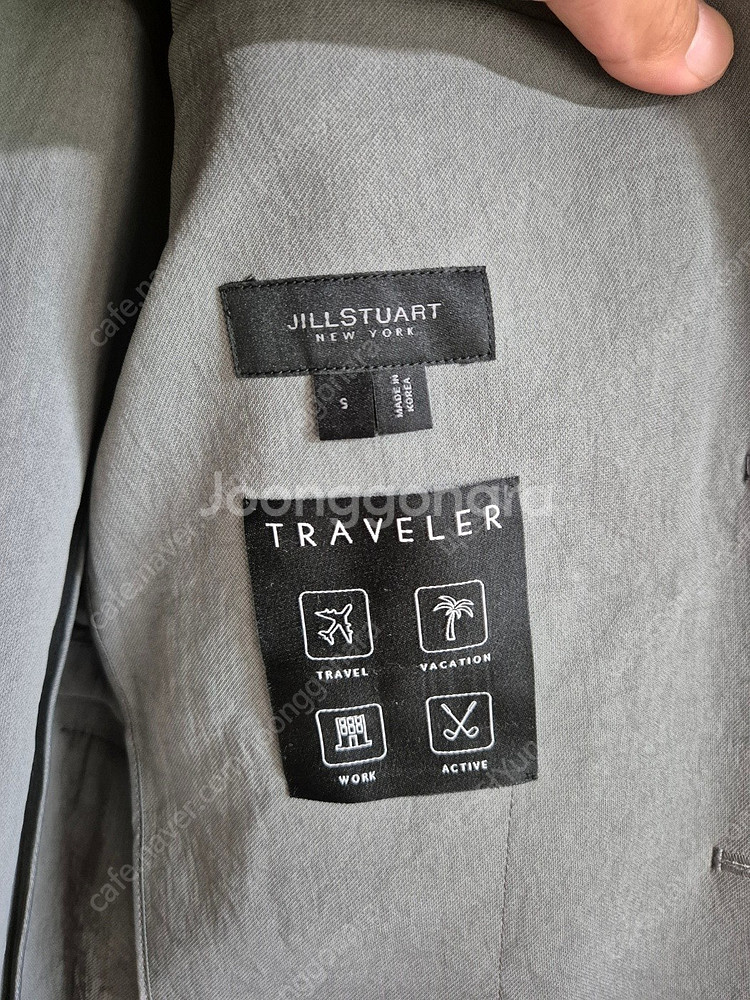 JILLSTUART
NEW YORK
S
MADE IN
KOREA
Joonggonara
TRAVELER
TRAVEL
VACATION
WORK
ACTIVE